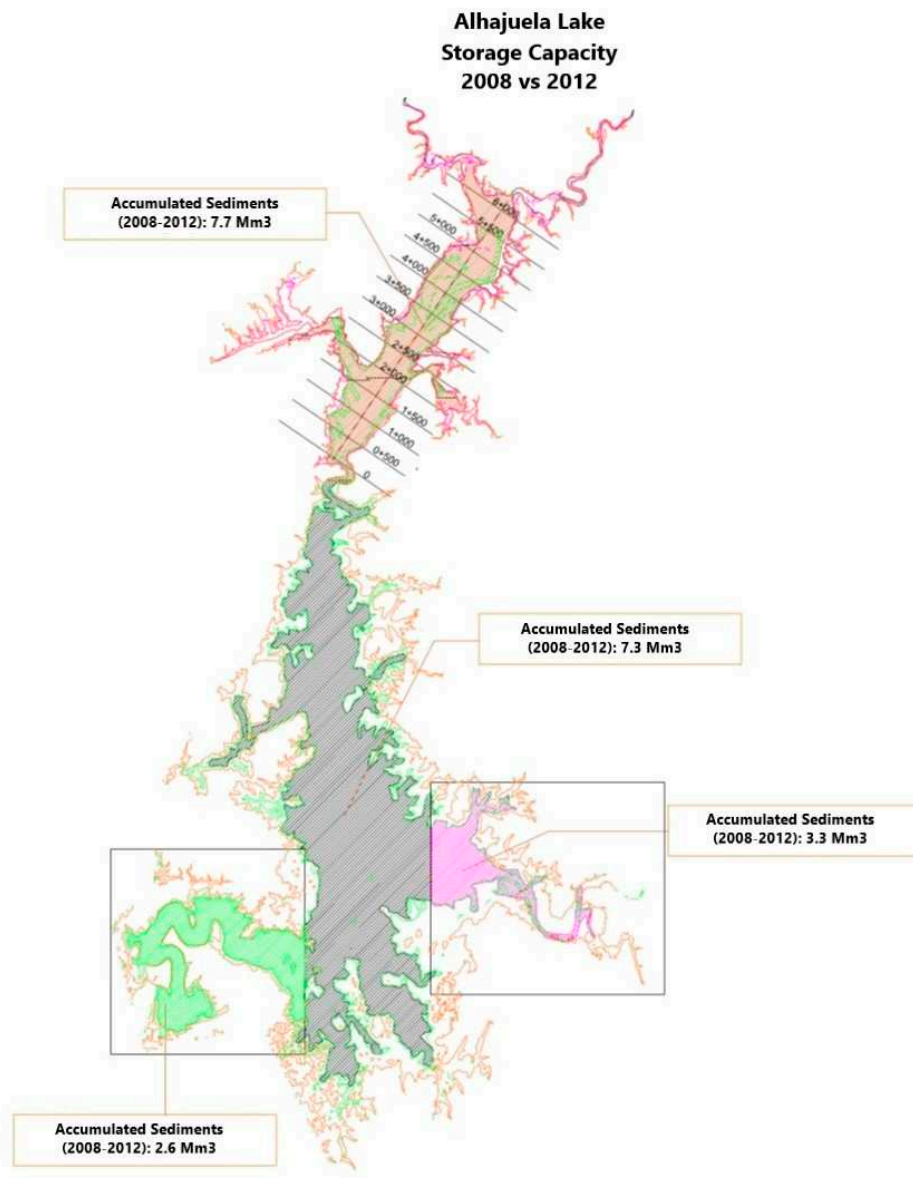 Alhajuela Lake
Storage Capacity
2008 vs 2012
Accumulated Sediments
(2008-2012): 7.7 Mm3
6+000
5+500
5+000
4+500
4+000
3+500
3+000
2+500
2+000
1+500
1+000
0+500
0
Accumulated Sediments
(2008-2012): 7.3 Mm3
Accumulated Sediments
(2008-2012): 3.3 Mm3
Accumulated Sediments
(2008-2012): 2.6 Mm3